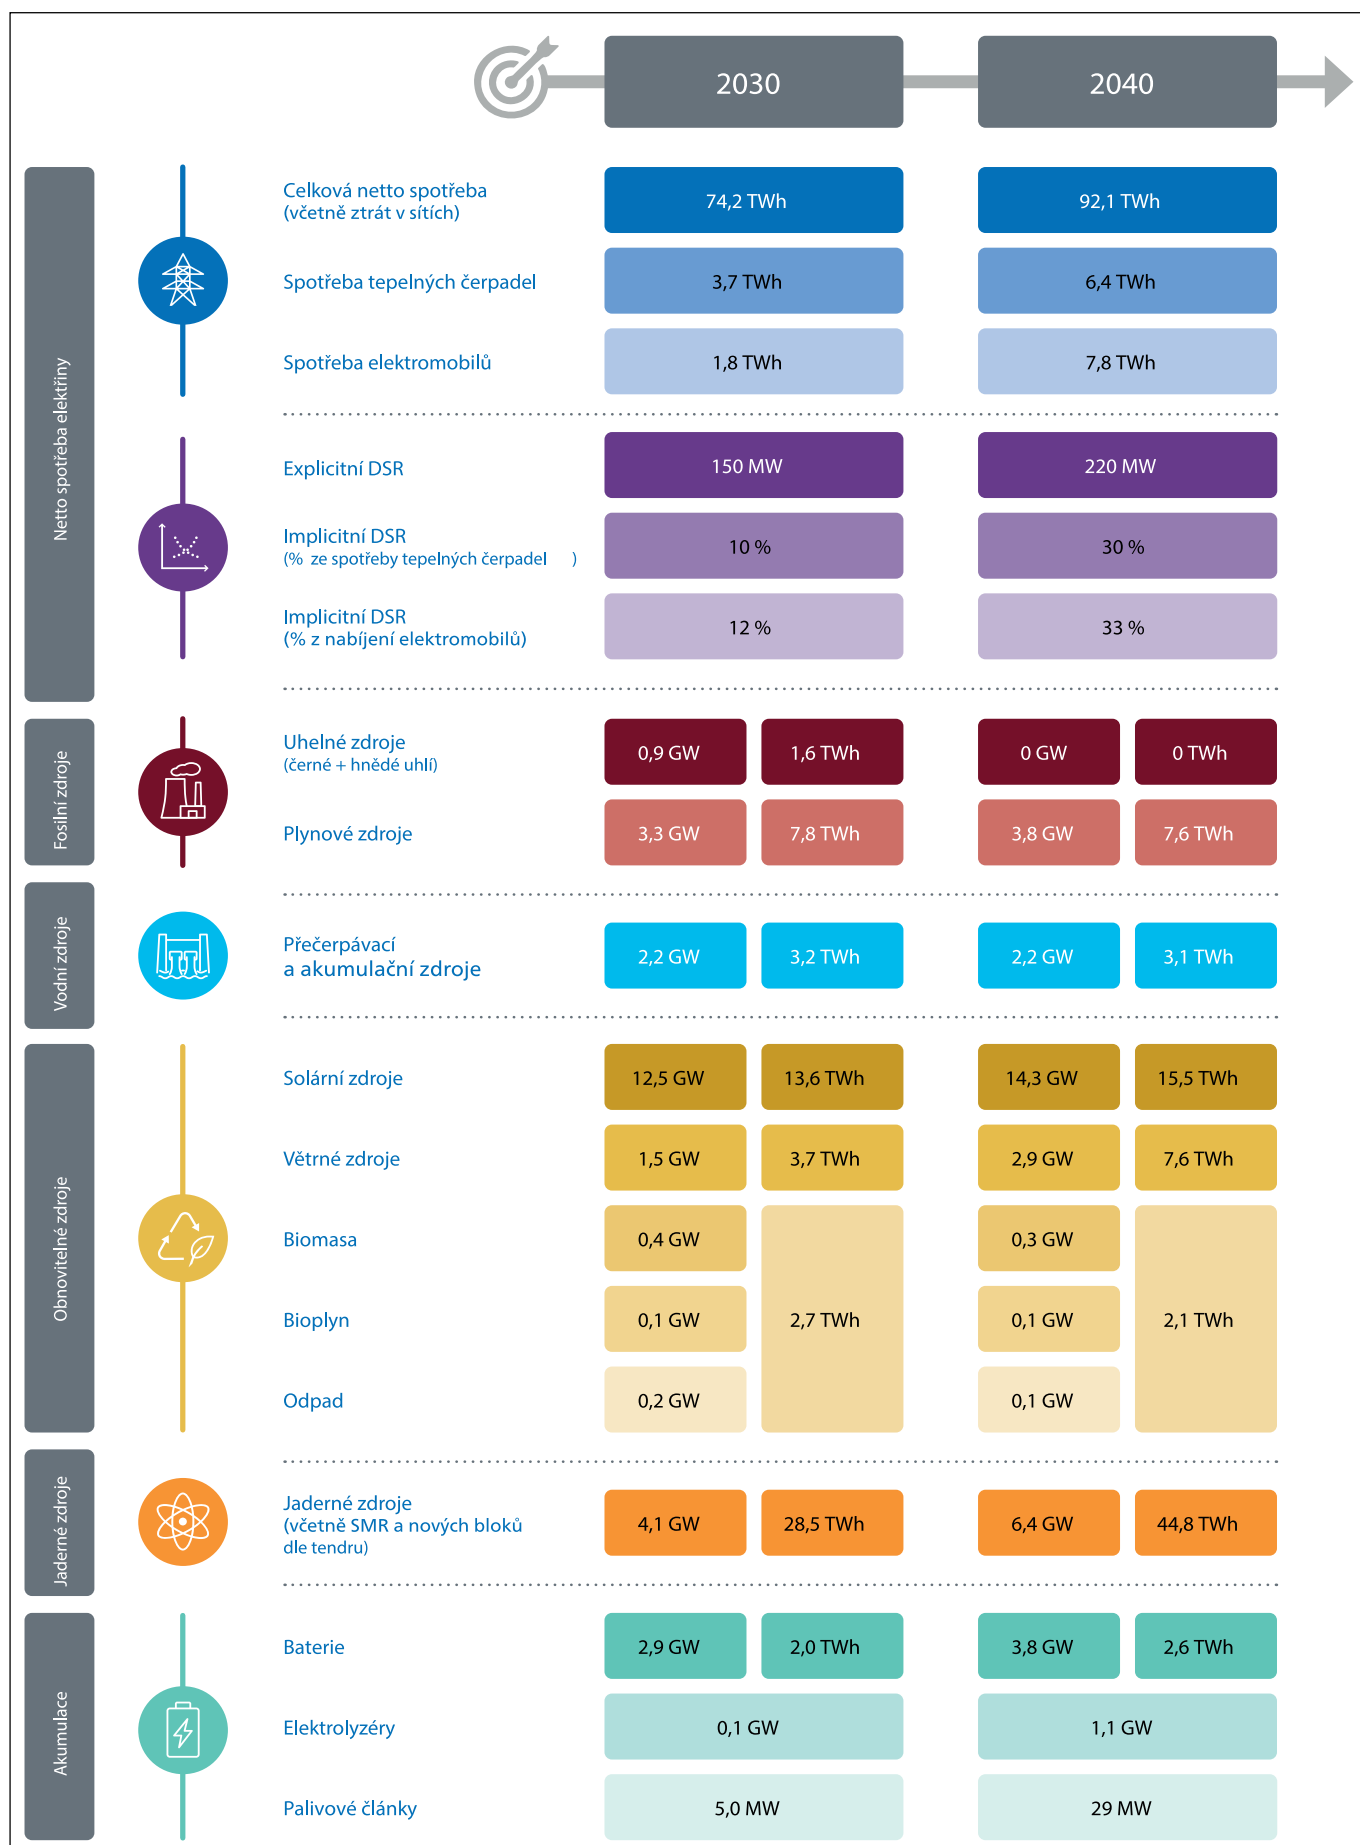 2030
2040
Netto spotřeba elektřiny
Celková netto spotřeba
(včetně ztrát v sítích)
74,2 TWh
92,1 TWh
Spotřeba tepelných čerpadel
3,7 TWh
6,4 TWh
Spotřeba elektromobilů
1,8 TWh
7,8 TWh
Explicitní DSR
150 MW
220 MW
Implicitní DSR
(% ze spotřeby tepelných čerpadel )
10 %
30 %
Implicitní DSR
(% z nabíjení elektromobilů)
12 %
33 %
Fosilní zdroje
Uhelné zdroje
(černé + hnědé uhlí)
0,9 GW
1,6 TWh
0 GW
0 TWh
Plynové zdroje
3,3 GW
7,8 TWh
3,8 GW
7,6 TWh
Vodní zdroje
Přečerpávací
a akumulační zdroje
2,2 GW
3,2 TWh
2,2 GW
3,1 TWh
Obnovitelné zdroje
Solární zdroje
12,5 GW
13,6 TWh
14,3 GW
15,5 TWh
Větrné zdroje
1,5 GW
3,7 TWh
2,9 GW
7,6 TWh
Biomasa
0,4 GW
0,3 GW
Bioplyn
0,1 GW
2,7 TWh
0,1 GW
2,1 TWh
Odpad
0,2 GW
0,1 GW
Jaderné zdroje
Jaderné zdroje
(včetně SMR a nových bloků
dle tendru)
4,1 GW
28,5 TWh
6,4 GW
44,8 TWh
Akumulace
Baterie
2,9 GW
2,0 TWh
3,8 GW
2,6 TWh
Elektrolyzéry
0,1 GW
1,1 GW
Palivové články
5,0 MW
29 MW